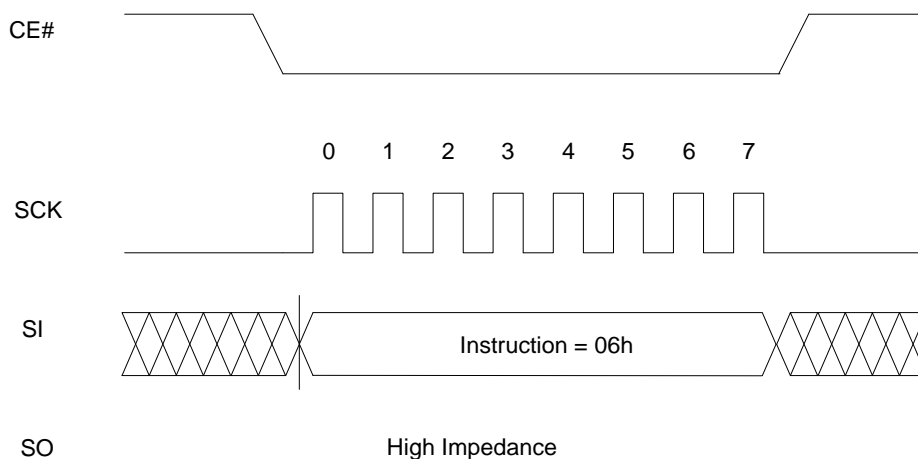 CE#
0 1 2 3 4 5 6 7
SCK
SI Instruction = 06h
SO High Impedance